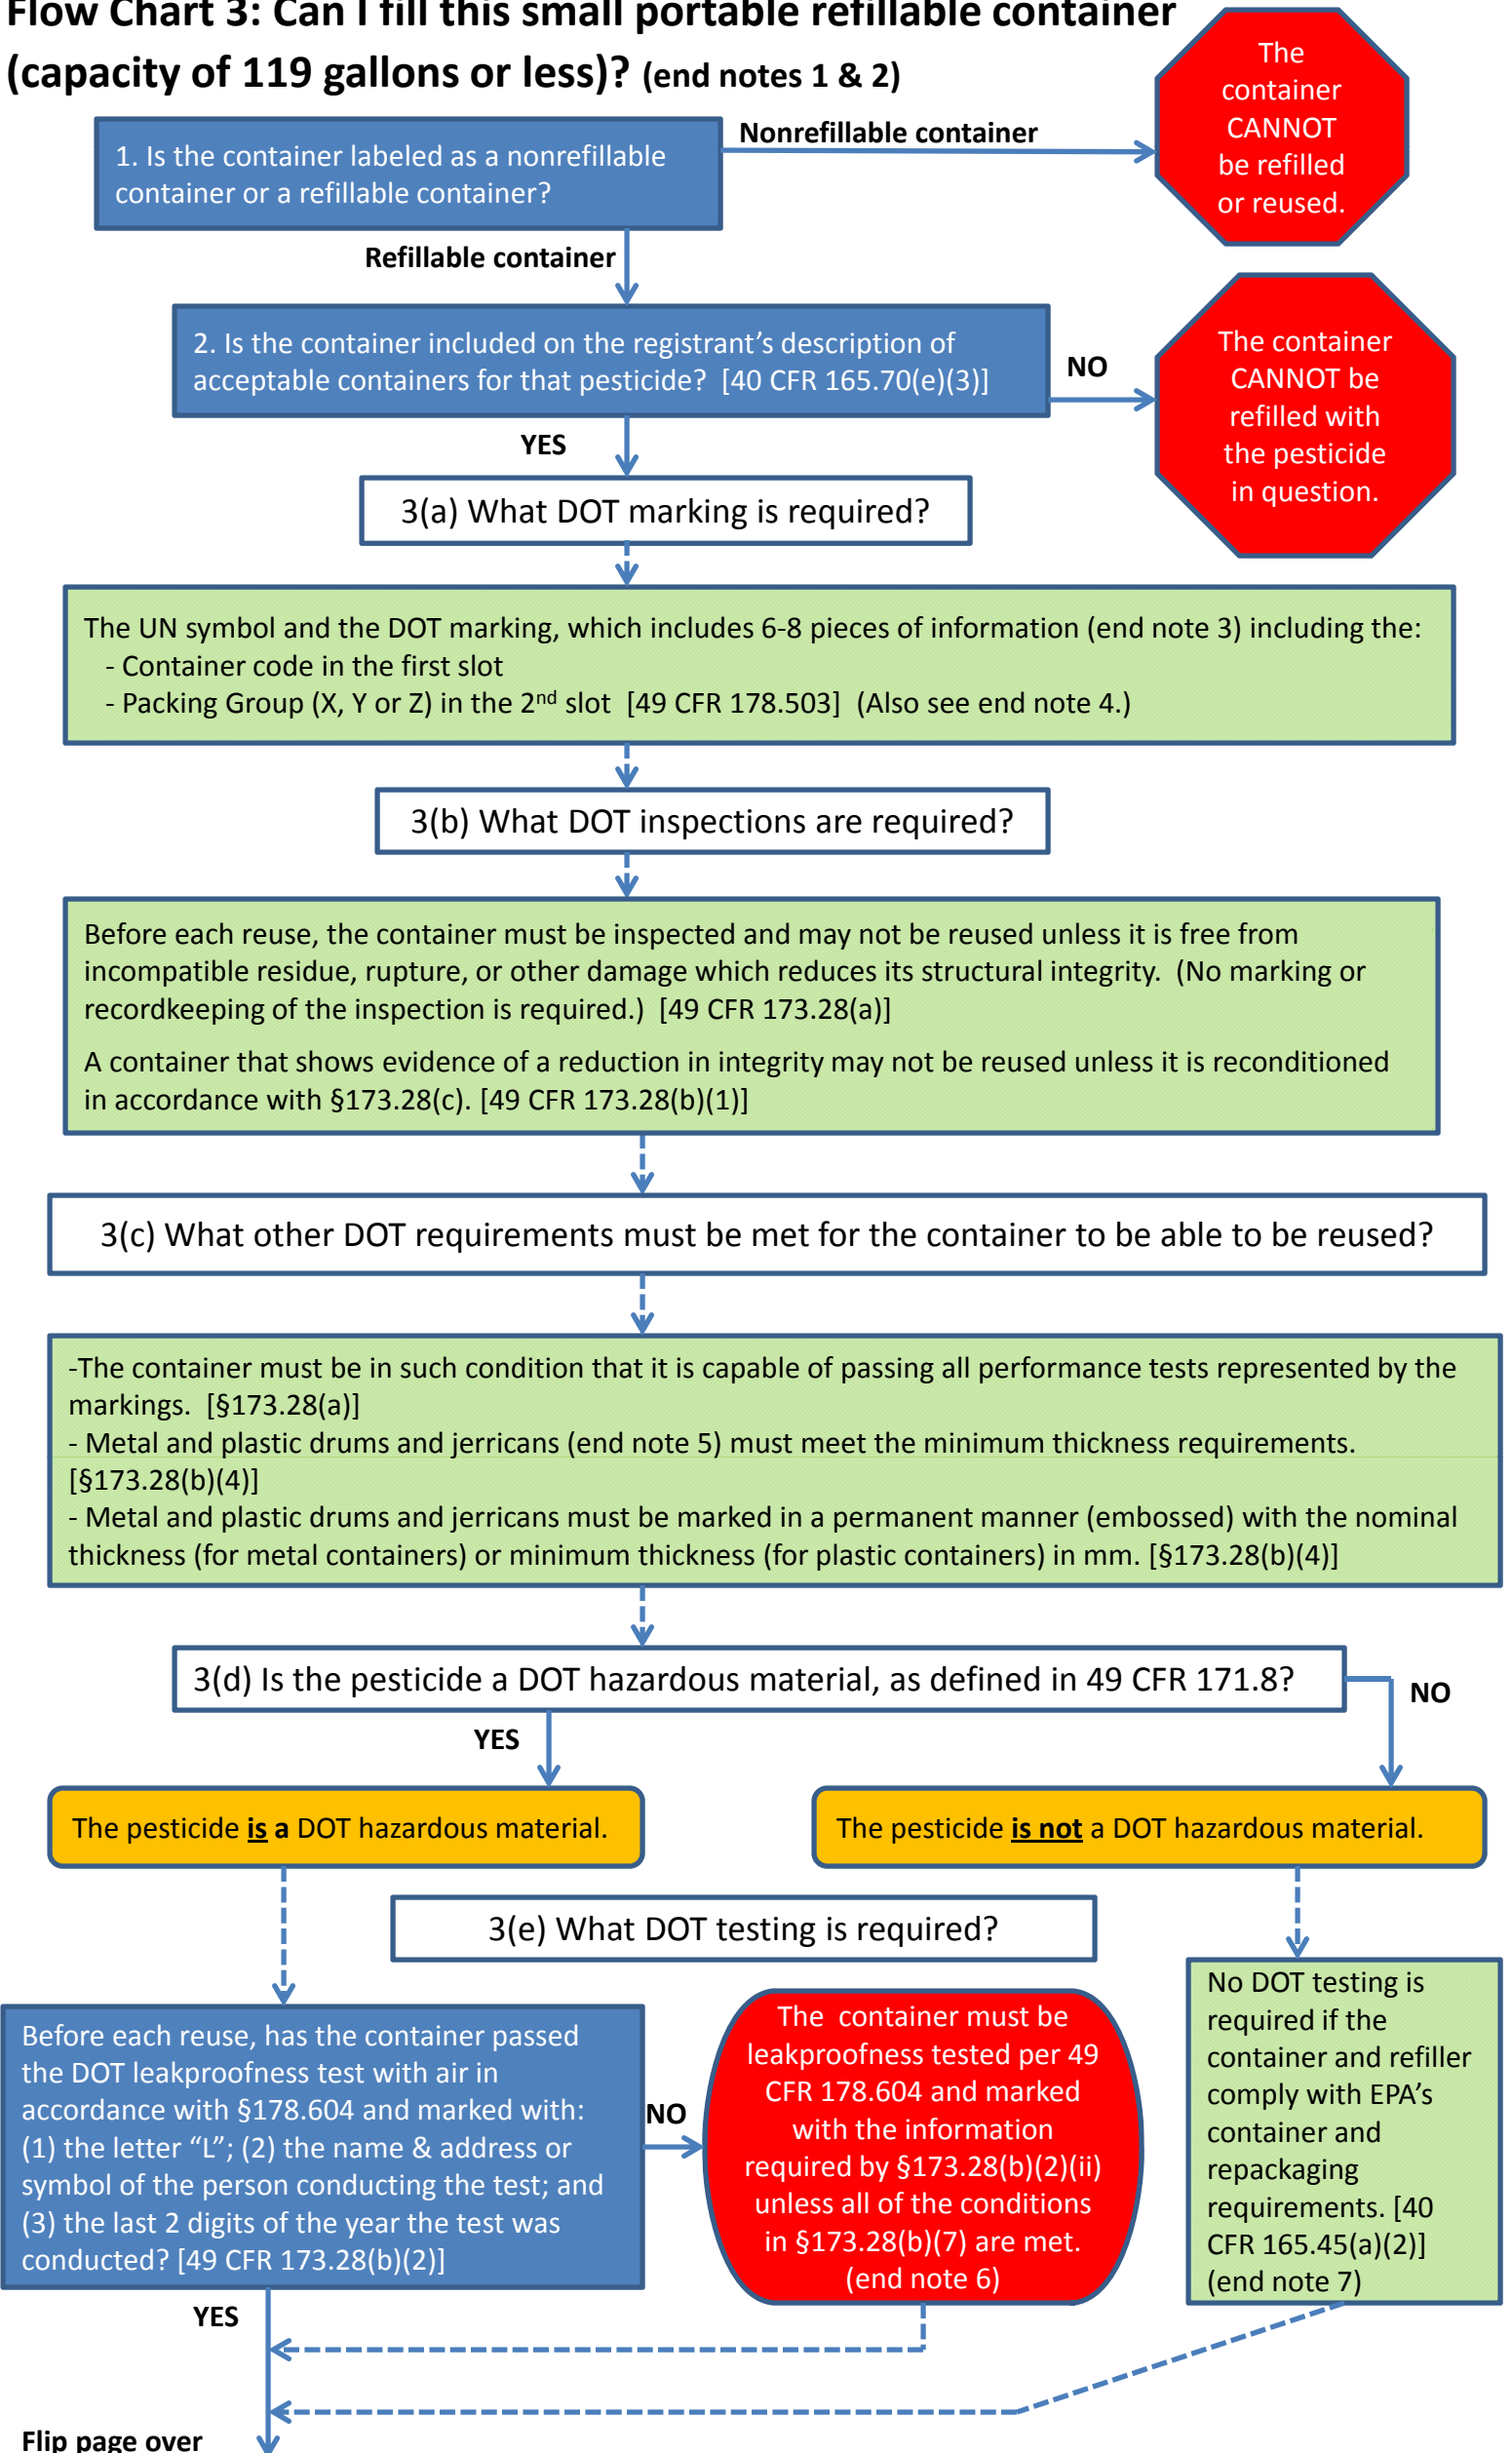 Flow Chart 3: Can I fill this small portable refillable container
(capacity of 119 gallons or less)? (end notes 1 & 2)
The
container
CANNOT
be refilled
or reused.
1. Is the container labeled as a nonrefillable
container or a refillable container?
Nonrefillable container
Refillable container
2. Is the container included on the registrant’s description of
acceptable containers for that pesticide? [40 CFR 165.70(e)(3)]
NO
The container
CANNOT be
refilled with
the pesticide
in question.
YES
3(a) What DOT marking is required?
The UN symbol and the DOT marking, which includes 6-8 pieces of information (end note 3) including the:
- Container code in the first slot
- Packing Group (X, Y or Z) in the 2nd slot [49 CFR 178.503] (Also see end note 4.)
3(b) What DOT inspections are required?
Before each reuse, the container must be inspected and may not be reused unless it is free from
incompatible residue, rupture, or other damage which reduces its structural integrity. (No marking or
recordkeeping of the inspection is required.) [49 CFR 173.28(a)]
A container that shows evidence of a reduction in integrity may not be reused unless it is reconditioned
in accordance with §173.28(c). [49 CFR 173.28(b)(1)]
3(c) What other DOT requirements must be met for the container to be able to be reused?
-The container must be in such condition that it is capable of passing all performance tests represented by the
markings. [§173.28(a)]
- Metal and plastic drums and jerricans (end note 5) must meet the minimum thickness requirements.
[§173.28(b)(4)]
- Metal and plastic drums and jerricans must be marked in a permanent manner (embossed) with the nominal
thickness (for metal containers) or minimum thickness (for plastic containers) in mm. [§173.28(b)(4)]
3(d) Is the pesticide a DOT hazardous material, as defined in 49 CFR 171.8?
NO
YES
The pesticide is a DOT hazardous material.
The pesticide is not a DOT hazardous material.
3(e) What DOT testing is required?
Before each reuse, has the container passed
the DOT leakproofness test with air in
accordance with §178.604 and marked with:
(1) the letter “L”; (2) the name & address or
symbol of the person conducting the test; and
(3) the last 2 digits of the year the test was
conducted? [49 CFR 173.28(b)(2)]
NO
The container must be
leakproofness tested per 49
CFR 178.604 and marked
with the information
required by §173.28(b)(2)(ii)
unless all of the conditions
in §173.28(b)(7) are met.
(end note 6)
No DOT testing is
required if the
container and refiller
comply with EPA’s
container and
repackaging
requirements. [40
CFR 165.45(a)(2)]
(end note 7)
YES
Flip page over